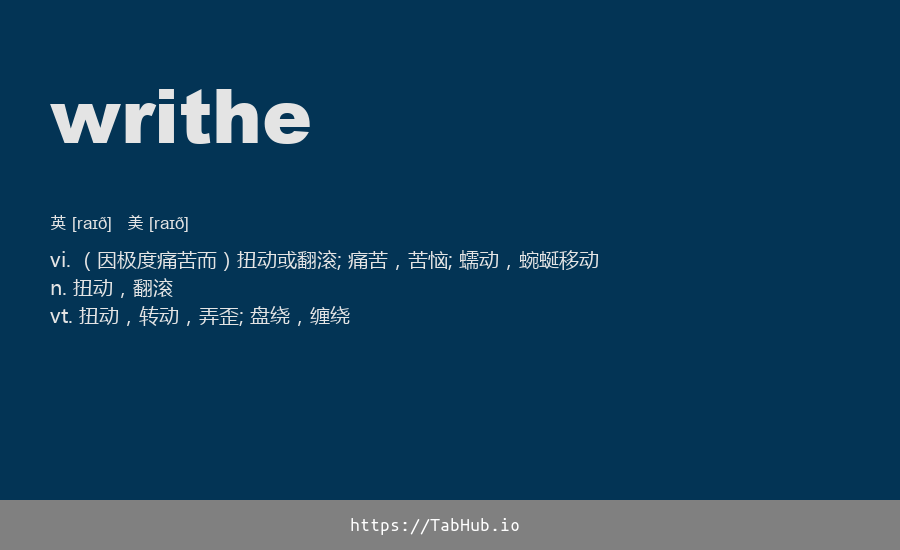 writhe
英 [raɪð] 美 [raɪð]
vi. （因极度痛苦而）扭动或翻滚; 痛苦，苦恼; 蠕动，蜿蜒移动
n. 扭动，翻滚
vt. 扭动，转动，弄歪; 盘绕，缠绕
https://TabHub.io